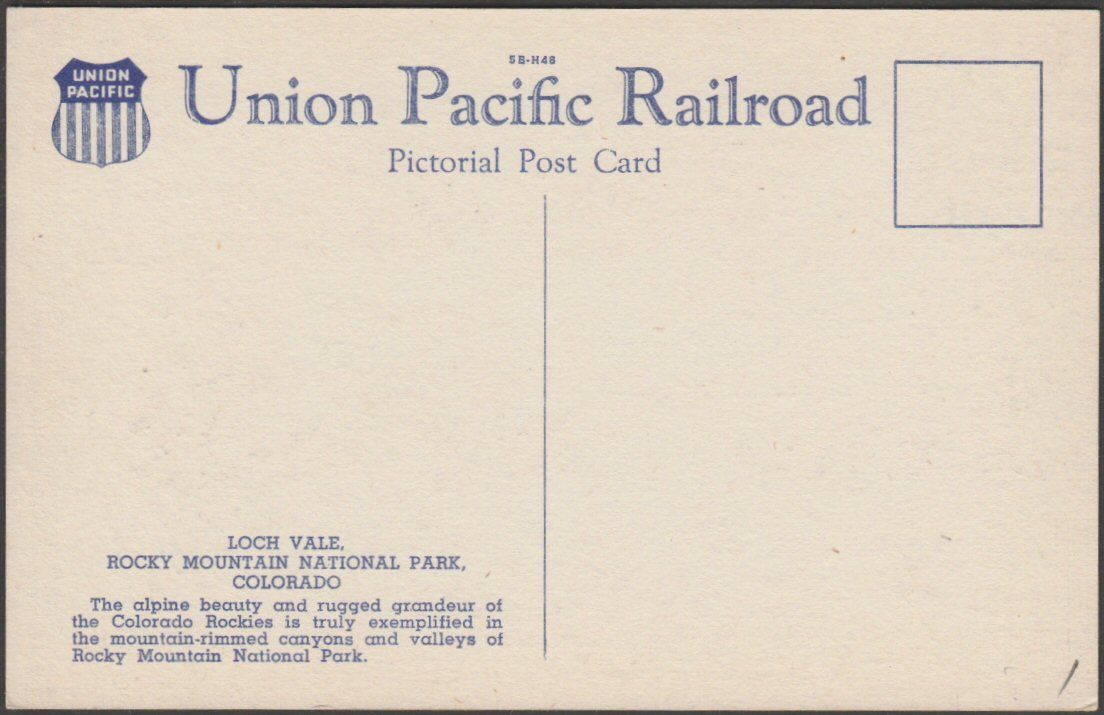 5B-H48
UNION
PACIFIC
Union Pacific Railroad
Pictorial Post Card
LOCH VALE,
ROCKY MOUNTAIN NATIONAL PARK,
COLORADO
The alpine beauty and rugged grandeur of
the Colorado Rockies is truly exemplified in
the mountain-rimmed canyons and valleys of
Rocky Mountain National Park.